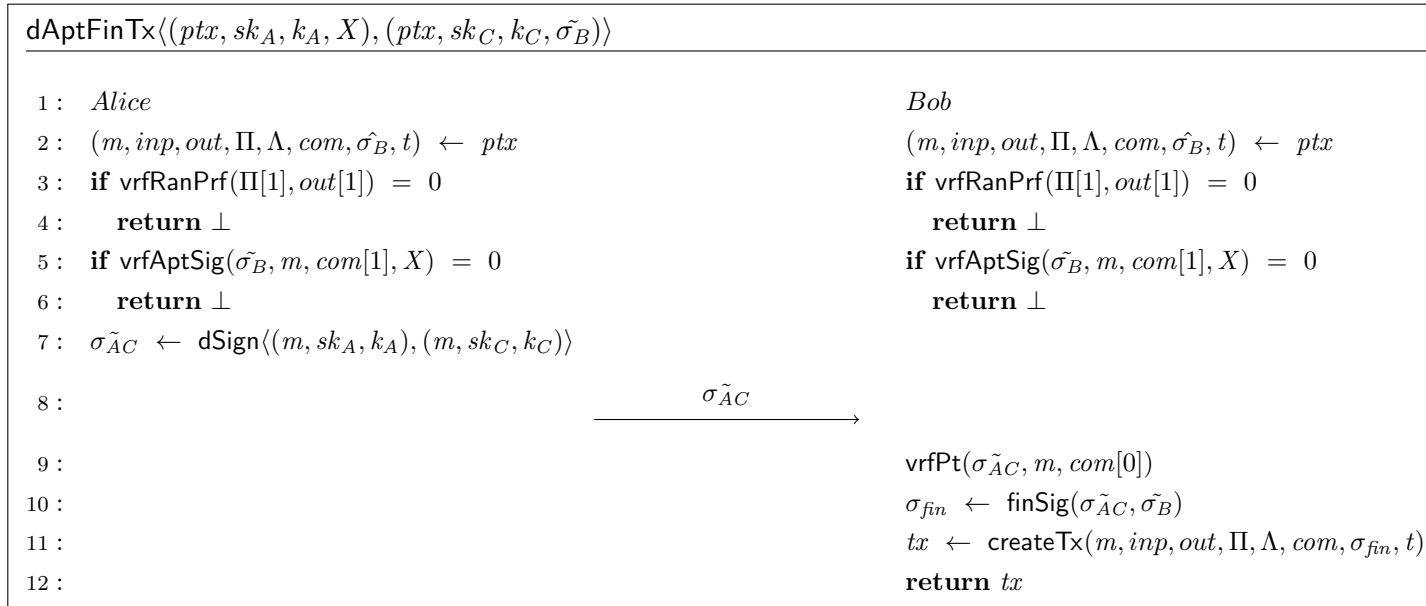 dAptFinTx⟨(ptx, sk_A, k_A, X), (ptx, sk_C, k_C, σ̃_B)⟩
1 : Alice Bob
2 : (m, inp, out, Π, Λ, com, σ̂_B, t) ← ptx (m, inp, out, Π, Λ, com, σ̂_B, t) ← ptx
3 : if vrfRanPrf(Π[1], out[1]) = 0 if vrfRanPrf(Π[1], out[1]) = 0
4 : return ⊥ return ⊥
5 : if vrfAptSig(σ̃_B, m, com[1], X) = 0 if vrfAptSig(σ̃_B, m, com[1], X) = 0
6 : return ⊥ return ⊥
7 : σ̃_AC ← dSign⟨(m, sk_A, k_A), (m, sk_C, k_C)⟩
8 : σ̃_AC
9 : vrfPt(σ̃_AC, m, com[0])
10 : σ_fin ← finSig(σ̃_AC, σ̃_B)
11 : tx ← createTx(m, inp, out, Π, Λ, com, σ_fin, t)
12 : return tx